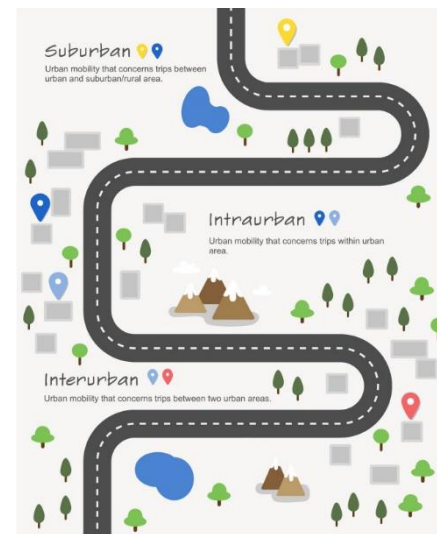 Suburban
Urban mobility that concerns trips between
urban and suburban/rural area.
Intraurban
Urban mobility that concerns trips within urban
area.
Interurban
Urban mobility that concerns trips between two urban areas.